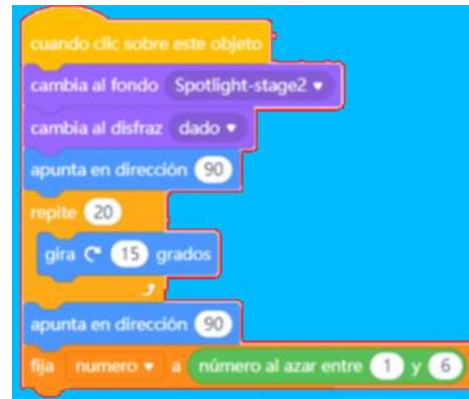 cuando clic sobre este objeto
cambia al fondo Spotlight-stage2
cambia al disfraz dado
apunta en dirección 90
repite 20
gira 15 grados
apunta en dirección 90
fija numero a número al azar entre 1 y 6